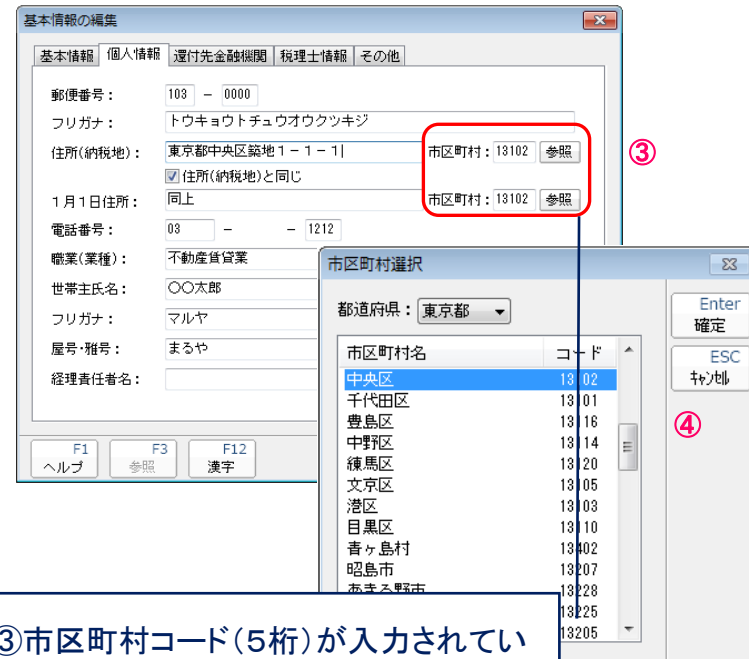 基本情報の編集
基本情報 個人情報 還付先金融機関 税理士情報 その他
郵便番号： 103 － 0000
フリガナ： トウキョウトチュウオウクツキジ
住所(納税地)： 東京都中央区築地１－１－１ 市区町村： 13102 参照 ③
住所(納税地)と同じ
１月１日住所： 同上 市区町村： 13102 参照
電話番号： 03 － － 1212
職業(業種)： 不動産賃貸業
世帯主氏名： 〇〇太郎
フリガナ： マルヤ
屋号・雅号： まるや
経理責任者名：
F1 ヘルプ F3 参照 F12 漢字
市区町村選択
都道府県： 東京都
Enter 確定
ESC ｷｬﾝｾﾙ
④
市区町村名 コード
中央区 13102
千代田区 13101
豊島区 13116
中野区 13114
練馬区 13120
文京区 13105
港区 13103
目黒区 13110
青ヶ島村 13402
昭島市 13207
あきる野市 13228
13225
13205
③市区町村コード（５桁）が入力されてい